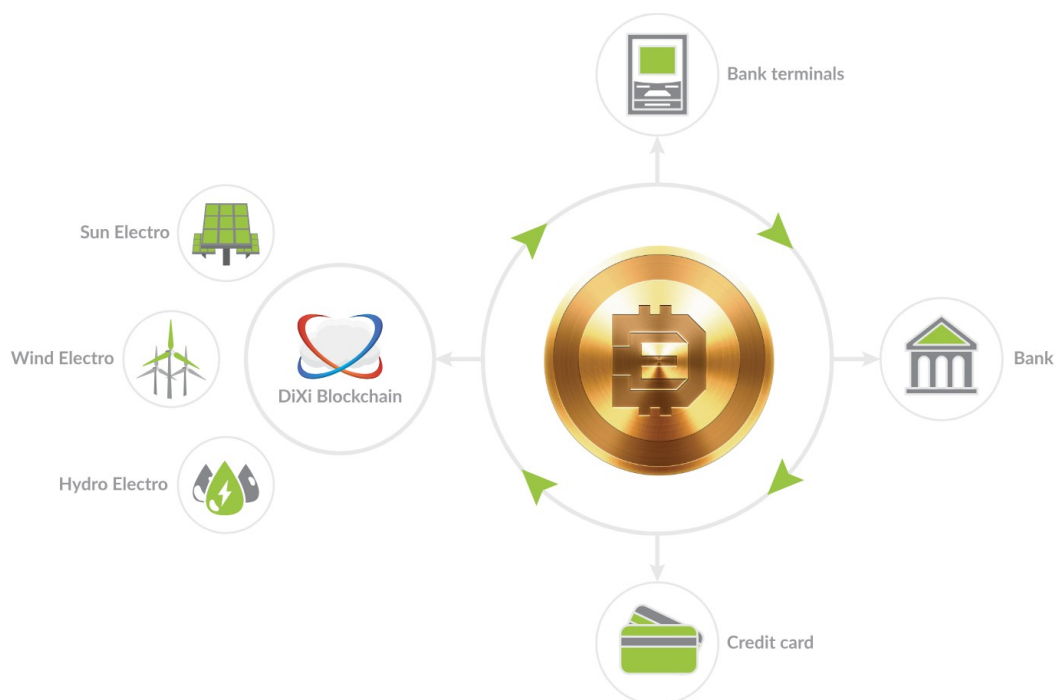 Bank terminals
Sun Electro
Wind Electro
DiXi Blockchain
Bank
Hydro Electro
Credit card